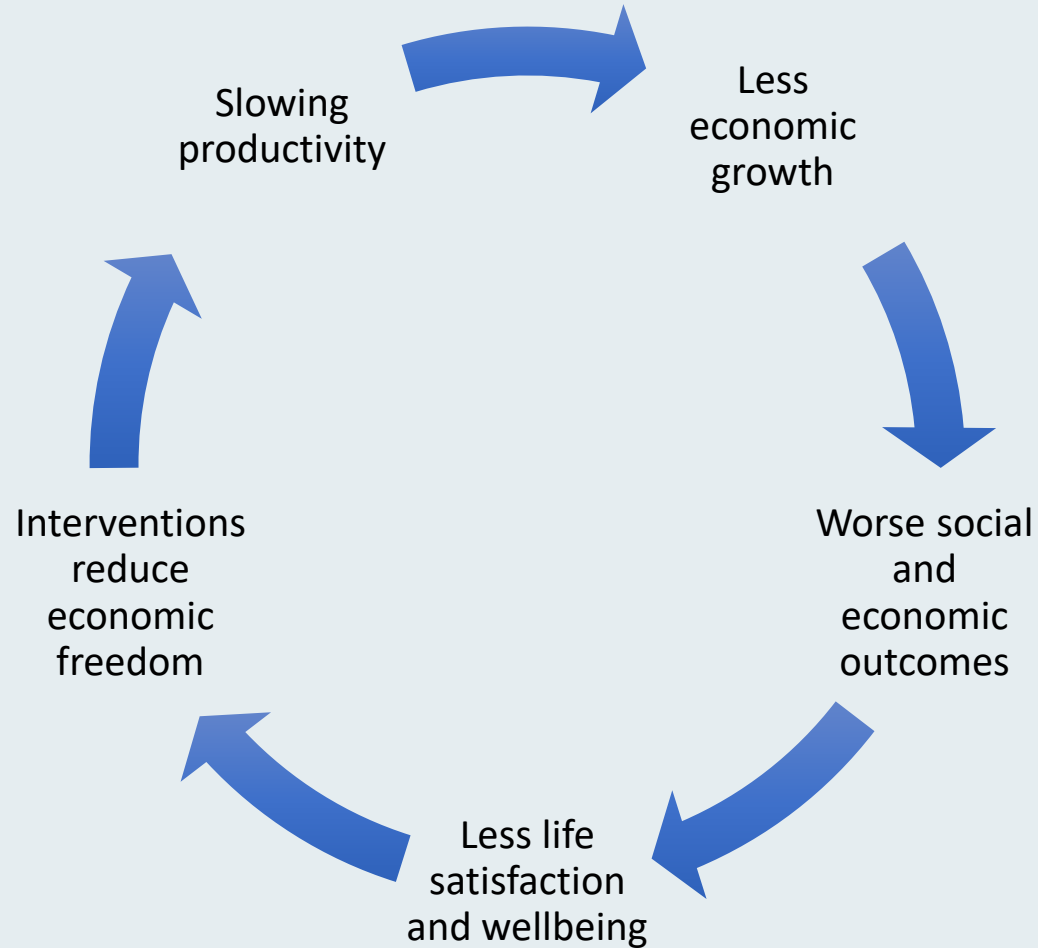 Slowing
productivity
Less
economic
growth
Worse social
and
economic
outcomes
Less life
satisfaction
and wellbeing
Interventions
reduce
economic
freedom